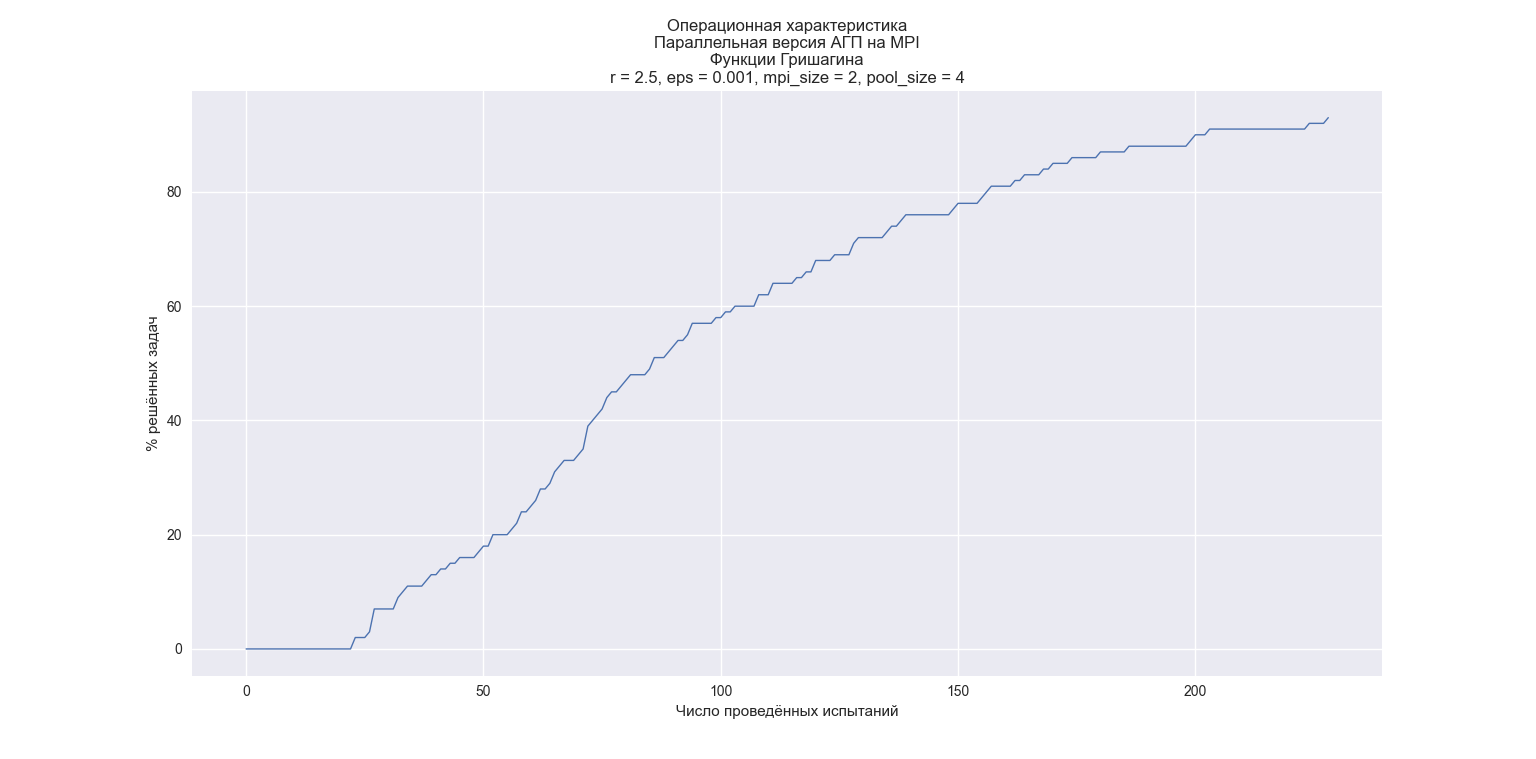 Операционная характеристика
Параллельная версия АГП на MPI
Функции Гришагина
r = 2.5, eps = 0.001, mpi_size = 2, pool_size = 4
% решённых задач
80
60
40
20
0
0 50 100 150 200
Число проведённых испытаний